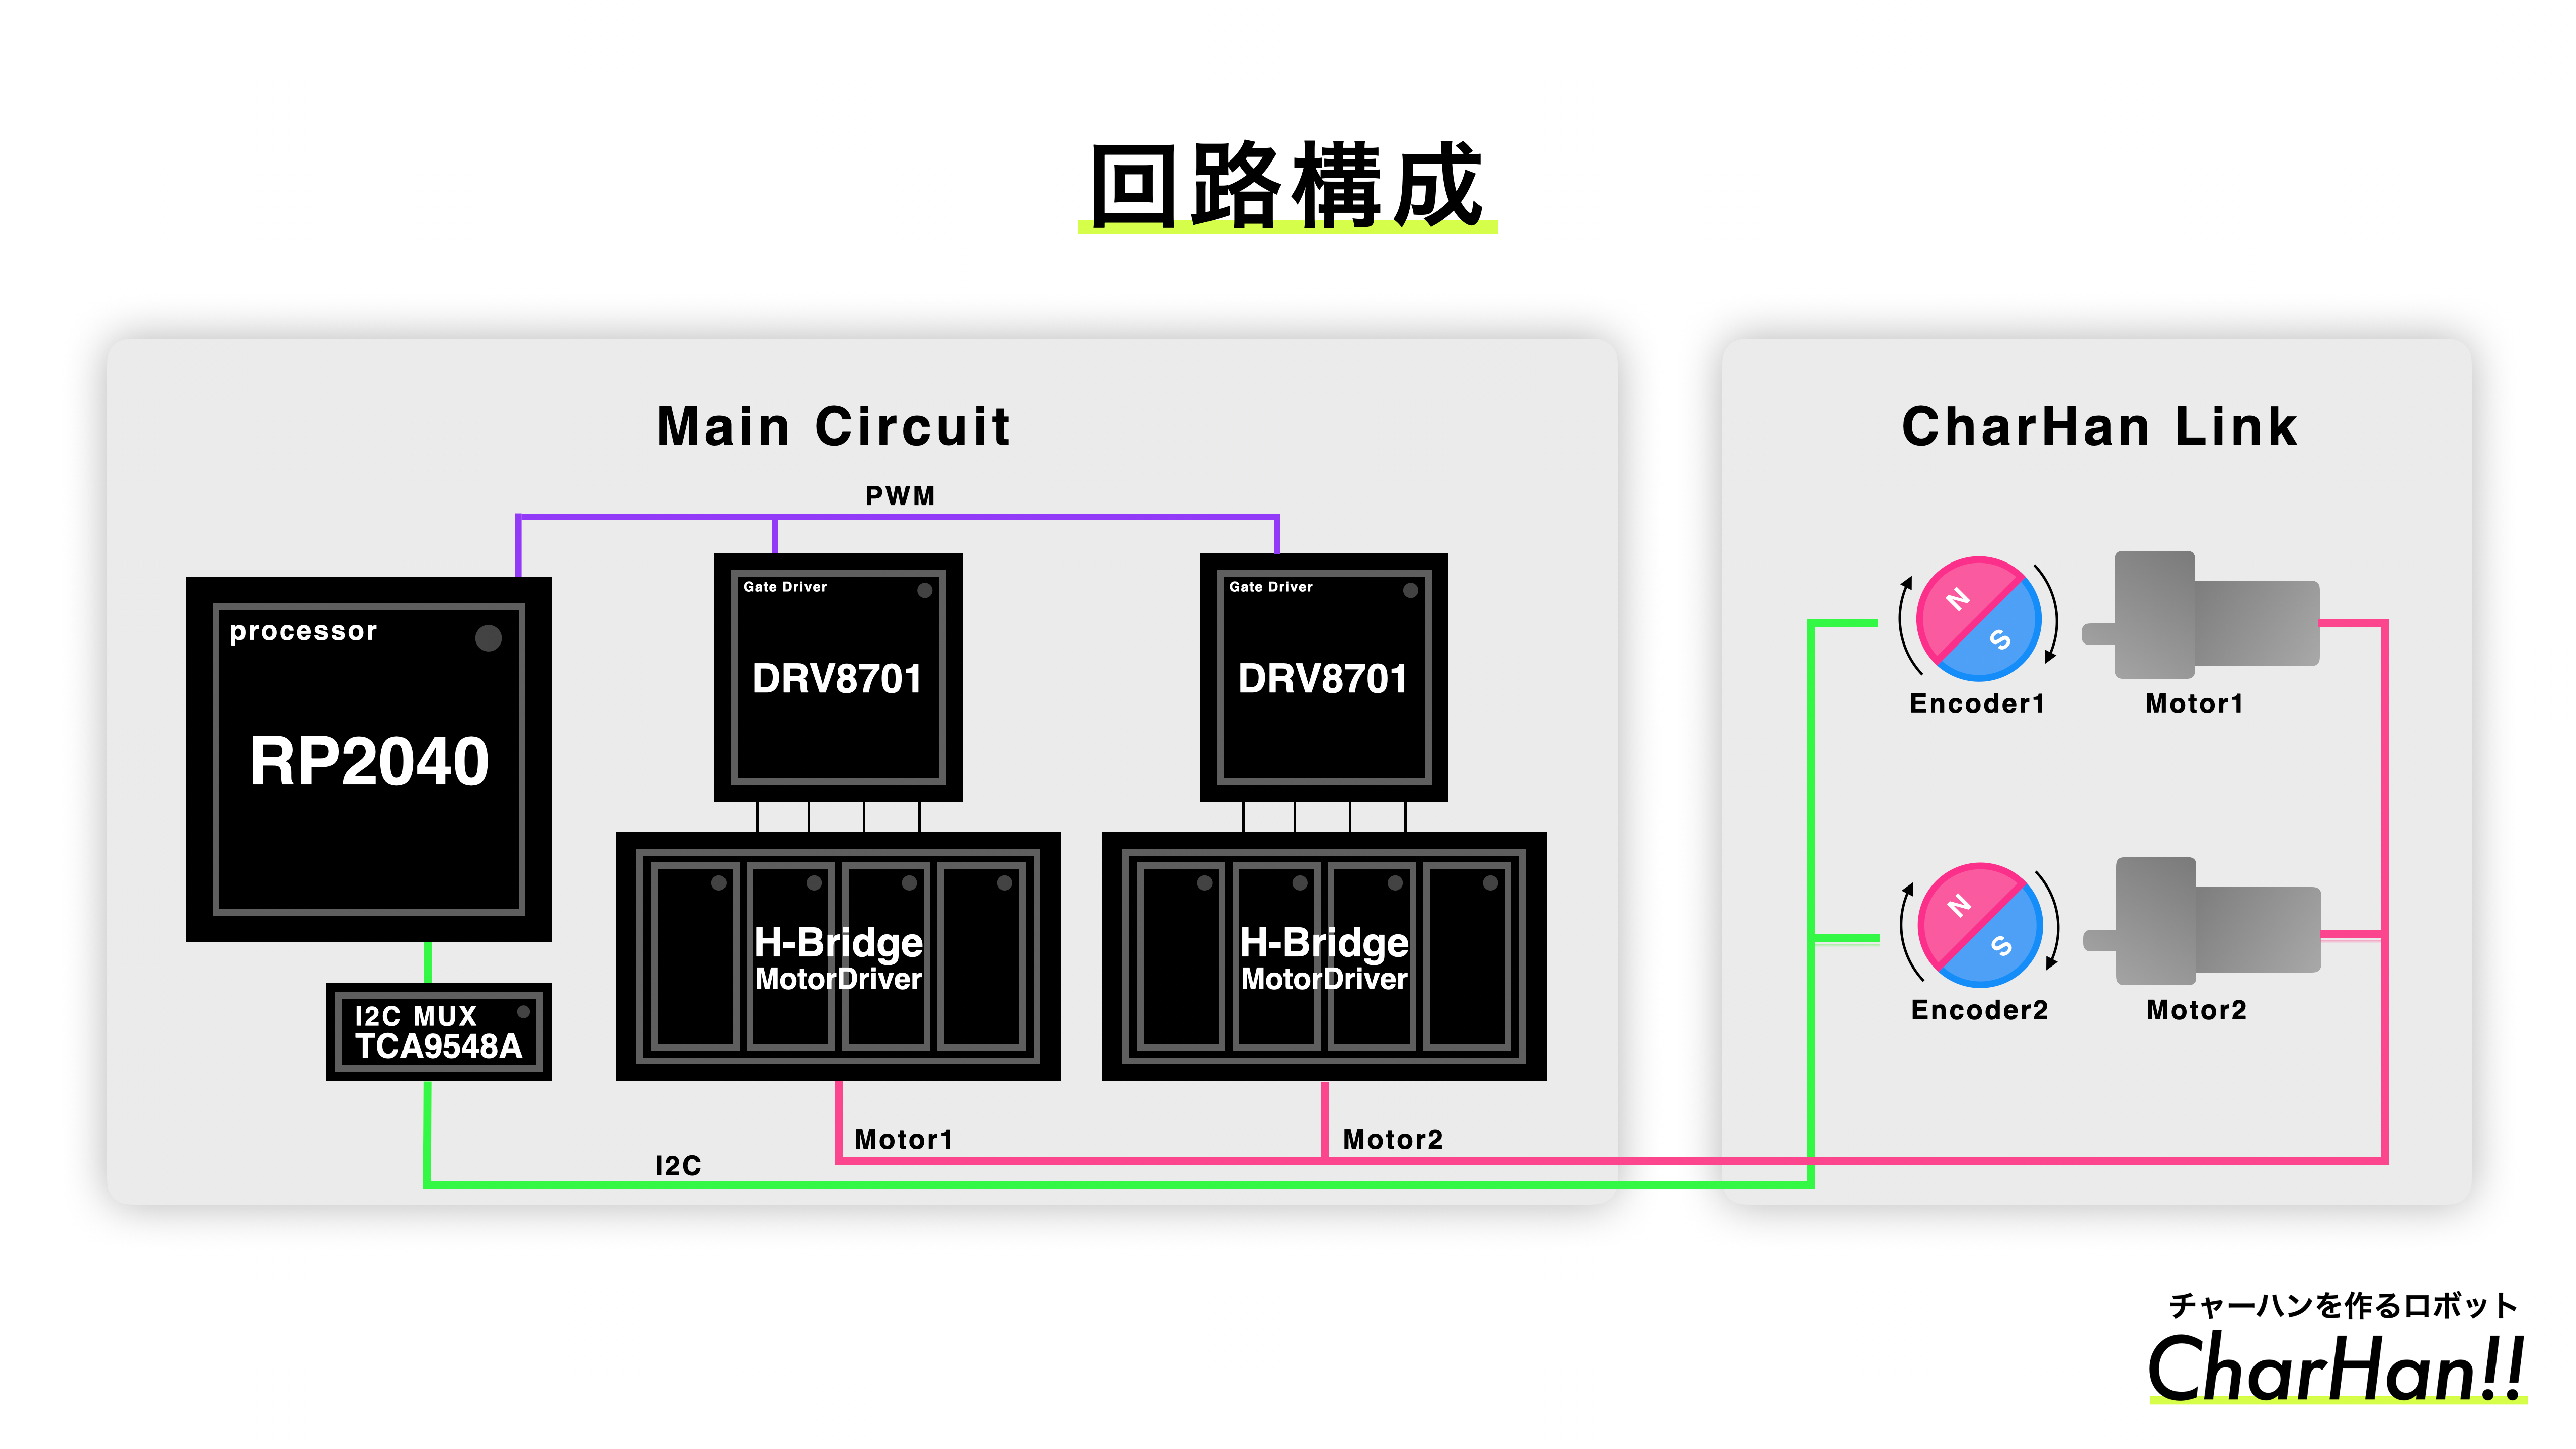 回路構成
Main Circuit
PWM
processor
RP2040
Gate Driver
DRV8701
Gate Driver
DRV8701
H-Bridge
MotorDriver
H-Bridge
MotorDriver
I2C MUX
TCA9548A
Motor1
Motor2
I2C
CharHan Link
N
S
Encoder1
Motor1
N
S
Encoder2
Motor2
チャーハンを作るロボット
CharHan!!